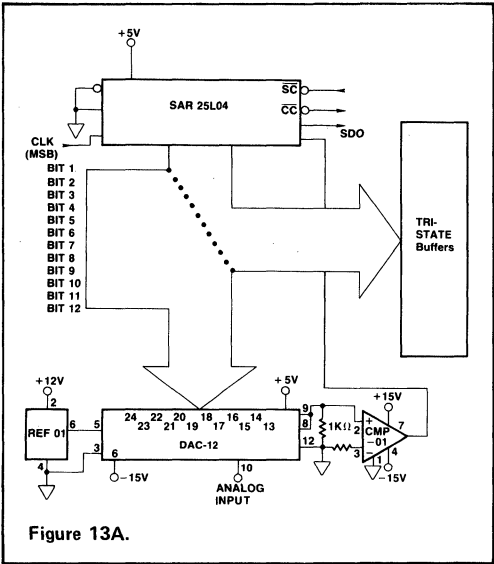 +5V
SAR 25L04
SC
CC
SDO
CLK
(MSB)
BIT 1
BIT 2
BIT 3
BIT 4
BIT 5
BIT 6
BIT 7
BIT 8
BIT 9
BIT 10
BIT 11
BIT 12
TRI-
STATE
Buffers
+12V
2
REF 01
6
4
5
3
24 22 20 18 16 14
23 21 19 17 15 13
DAC-12
6
-15V
10
ANALOG
INPUT
+5V
9
8
12
1KΩ
+15V
+
2
CMP
-01
7
3
-
1
4
-15V
Figure 13A.